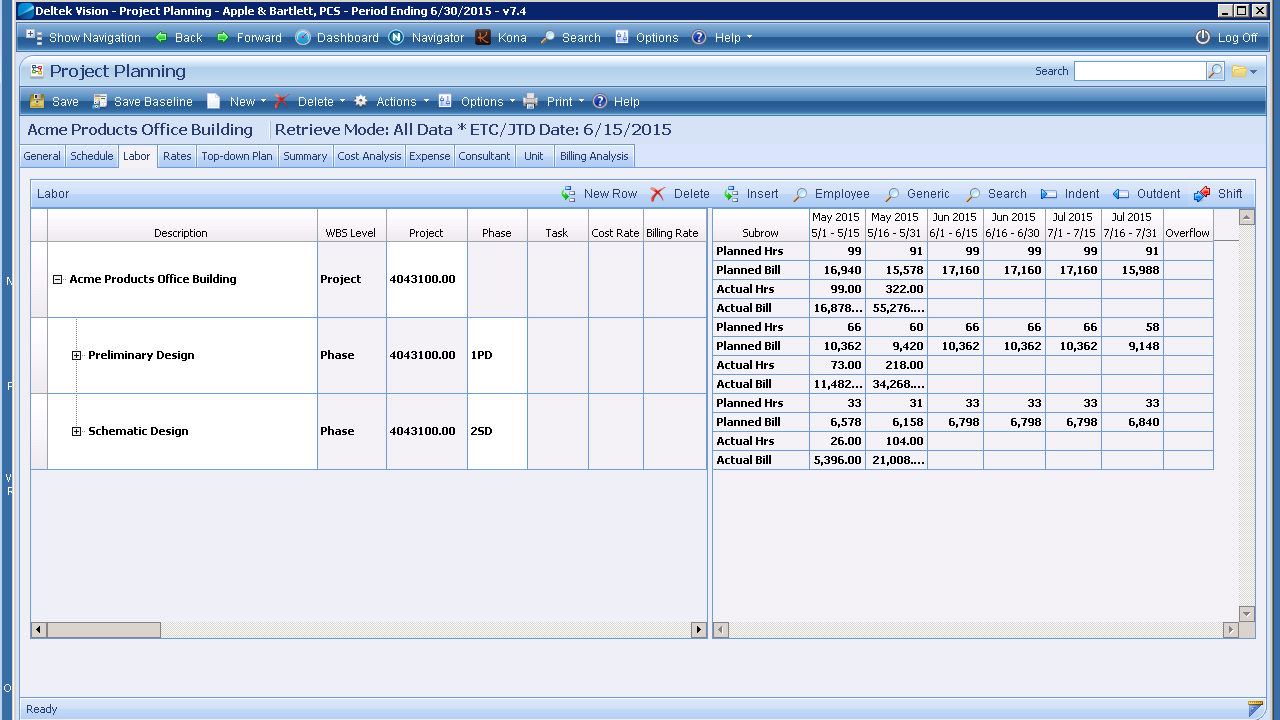 Deltek Vision - Project Planning - Apple & Bartlett, PCS - Period Ending 6/30/2015 - v7.4
Show Navigation Back Forward Dashboard Navigator Kona Search Options Help Log Off
Project Planning Search
Save Save Baseline New Delete Actions Options Print Help
Acme Products Office Building Retrieve Mode: All Data * ETC/JTD Date: 6/15/2015
General Schedule Labor Rates Top-down Plan Summary Cost Analysis Expense Consultant Unit Billing Analysis
Labor New Row Delete Insert Employee Generic Search Indent Outdent Shift
May 2015 May 2015 Jun 2015 Jun 2015 Jul 2015 Jul 2015
Description WBS Level Project Phase Task Cost Rate Billing Rate Subrow 5/1 - 5/15 5/16 - 5/31 6/1 - 6/15 6/16 - 6/30 7/1 - 7/15 7/16 - 7/31 Overflow
Planned Hrs 99 91 99 99 99 91
Planned Bill 16,940 15,578 17,160 17,160 17,160 15,988
Acme Products Office Building Project 4043100.00
Actual Hrs 99.00 322.00
Actual Bill 16,878... 55,276....
Planned Hrs 66 60 66 66 66 58
Planned Bill 10,362 9,420 10,362 10,362 10,362 9,148
Preliminary Design Phase 4043100.00 1PD
Actual Hrs 73.00 218.00
Actual Bill 11,482... 34,268....
Planned Hrs 33 31 33 33 33 33
Planned Bill 6,578 6,158 6,798 6,798 6,798 6,840
Schematic Design Phase 4043100.00 2SD
Actual Hrs 26.00 104.00
Actual Bill 5,396.00 21,008....
Ready